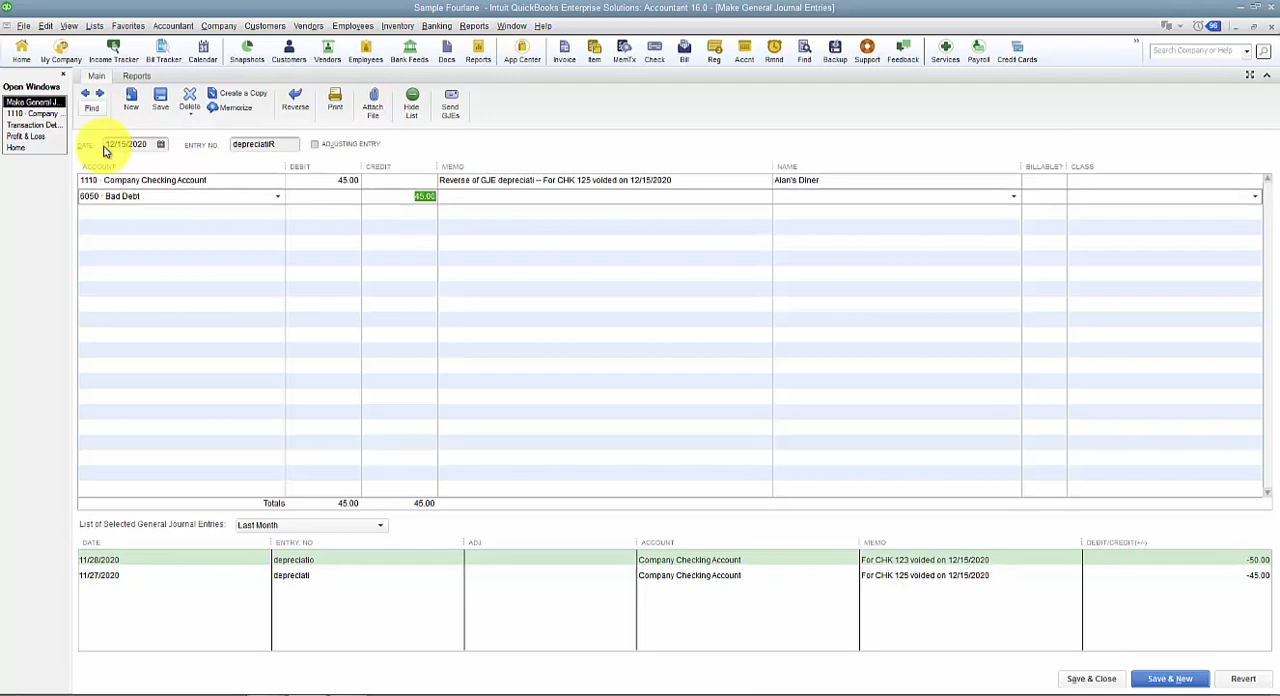 Sample Fourlane - Intuit QuickBooks Enterprise Solutions: Accountant 16.0 - [Make General Journal Entries]
File Edit View Lists Favorites Accountant Company Customers Vendors Employees Inventory Banking Reports Window Help 96
Home My Company Income Tracker Bill Tracker Calendar Snapshots Customers Vendors Employees Bank Feeds Docs Reports App Center Invoice Item MemTx Check Bill Reg Accnt Rmnd Find Backup Support Feedback Services Payroll Credit Cards Search Company or Help
Open Windows
Make General J...
1110 · Company ...
Transaction Det...
Profit & Loss
Home
Main Reports
Find New Save Delete Create a Copy Memorize Reverse Print Attach File Hide List Send GJEs
DATE 12/15/2020 ENTRY NO. depreciatiR ADJUSTING ENTRY
ACCOUNT DEBIT CREDIT MEMO NAME BILLABLE? CLASS
1110 · Company Checking Account 45.00 Reverse of GJE depreciati -- For CHK 125 voided on 12/15/2020 Alan's Diner
6050 · Bad Debt 45.00
Totals 45.00 45.00
List of Selected General Journal Entries: Last Month
DATE ENTRY. NO ADJ ACCOUNT MEMO DEBIT/CREDIT(+/-)
11/28/2020 depreciatio Company Checking Account For CHK 123 voided on 12/15/2020 -50.00
11/27/2020 depreciati Company Checking Account For CHK 125 voided on 12/15/2020 -45.00
Save & Close Save & New Revert